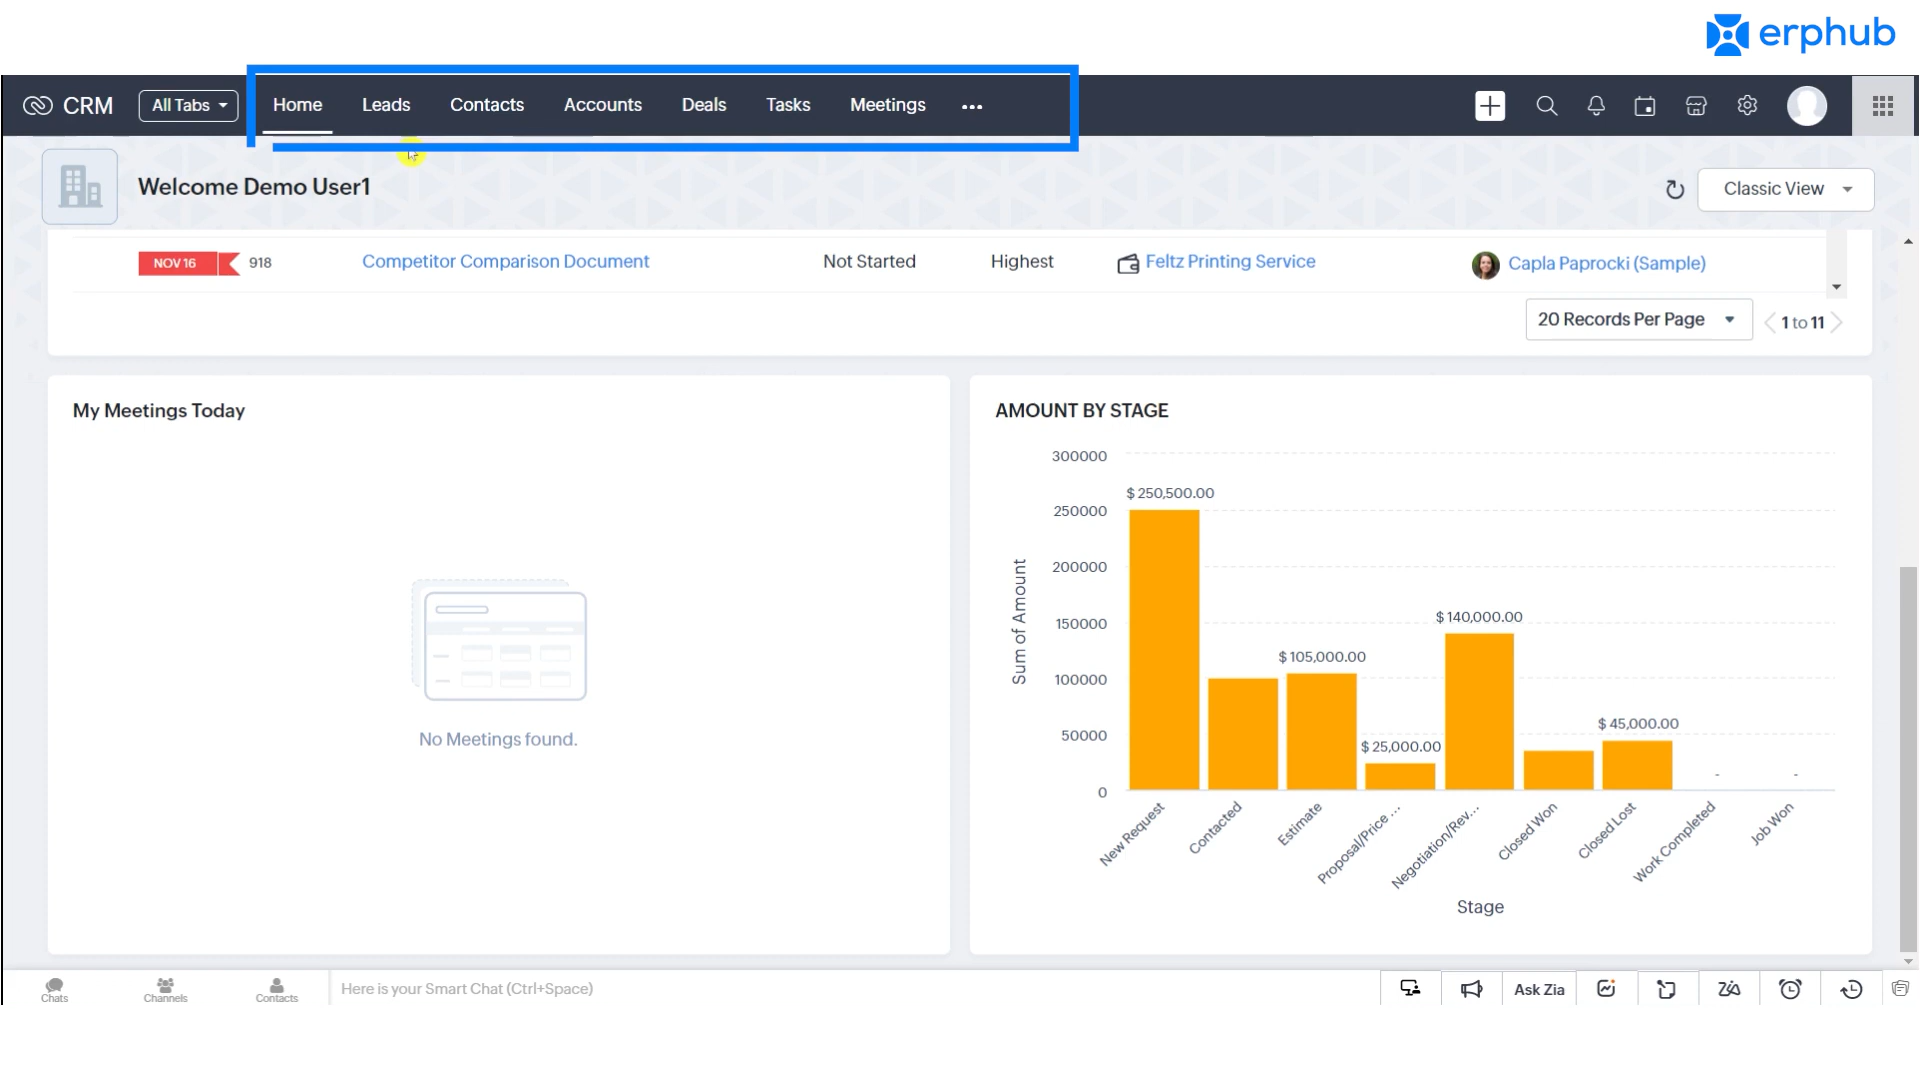 erphub
CRM All Tabs Home Leads Contacts Accounts Deals Tasks Meetings ...
Welcome Demo User1 Classic View
NOV 16 918 Competitor Comparison Document Not Started Highest Feltz Printing Service Capla Paprocki (Sample)
20 Records Per Page 1 to 11
My Meetings Today
No Meetings found.
AMOUNT BY STAGE
300000
250000
200000
150000
100000
50000
0
Sum of Amount
$ 250,500.00
$ 105,000.00
$ 25,000.00
$ 140,000.00
$ 45,000.00
-
-
New Request
Contacted
Estimate
Proposal/Price ...
Negotiation/Rev...
Closed Won
Closed Lost
Work Completed
Job Won
Stage
Chats
Channels
Contacts
Here is your Smart Chat (Ctrl+Space)
Ask Zia